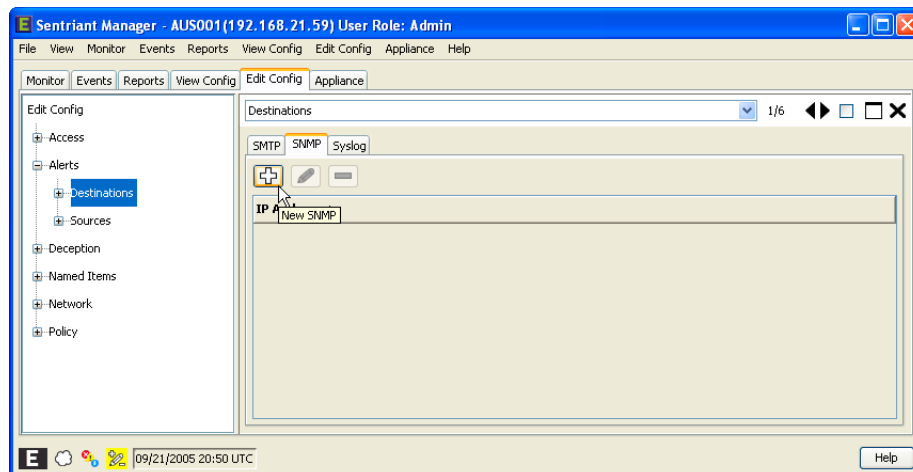 E Sentriant Manager - AUS001(192.168.21.59) User Role: Admin
File View Monitor Events Reports View Config Edit Config Appliance Help
Monitor Events Reports View Config Edit Config Appliance
Edit Config
Access
Alerts
Destinations
Sources
Deception
Named Items
Network
Policy
Destinations 1/6
SMTP SNMP Syslog
New SNMP
IP
E 09/21/2005 20:50 UTC Help